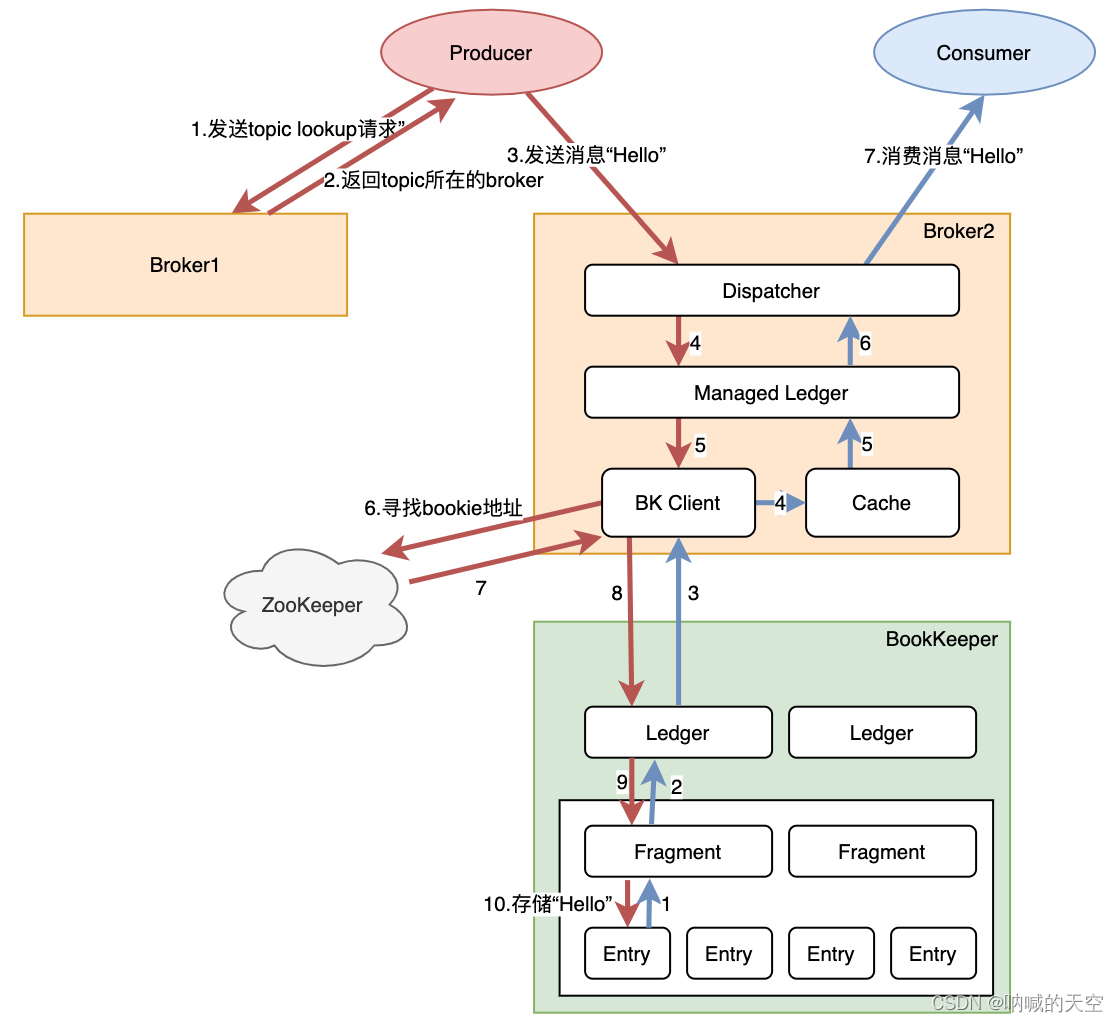 Producer
Consumer
1.发送topic lookup请求”
3.发送消息“Hello”
7.消费消息“Hello”
2.返回topic所在的broker
Broker2
Broker1
Dispatcher
4
6
Managed Ledger
5
5
BK Client
4
Cache
6.寻找bookie地址
7
ZooKeeper
8
3
BookKeeper
Ledger
Ledger
9
2
Fragment
Fragment
10.存储“Hello”
1
Entry
Entry
Entry
Entry
CSDN @呐喊的天空